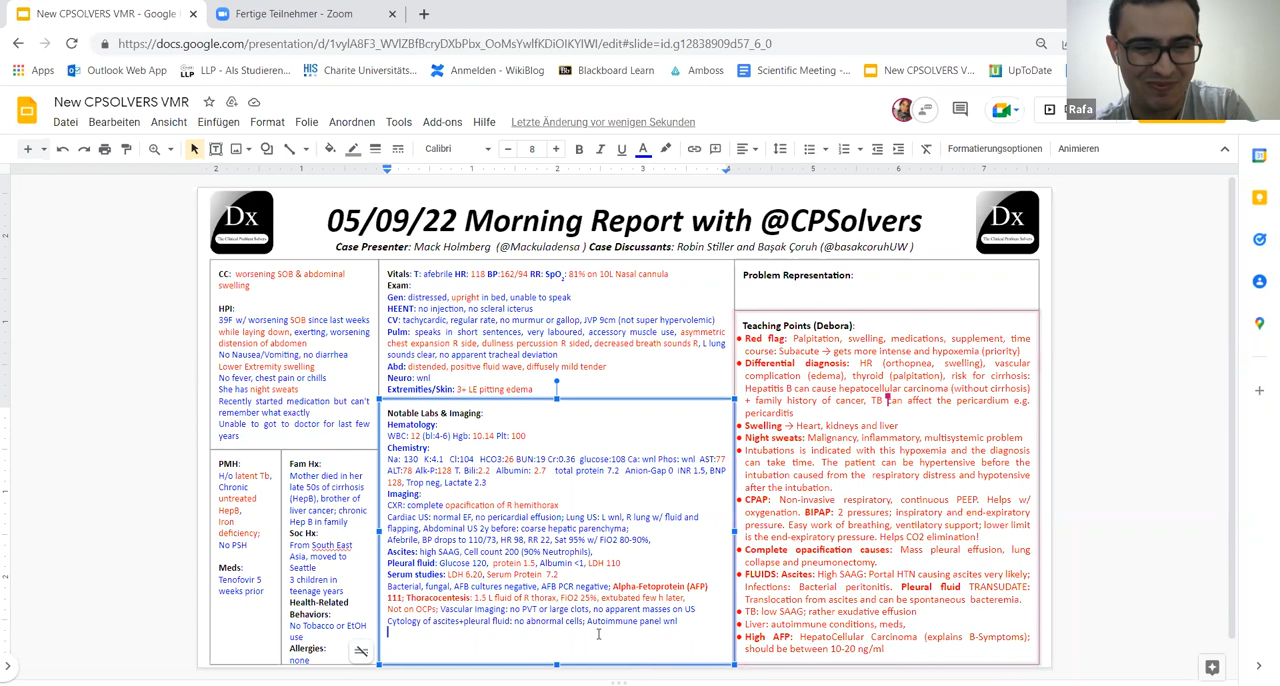 New CPSOLVERS VMR - Google
Fertige Teilnehmer - Zoom
https://docs.google.com/presentation/d/1vylA8F3_WVlZBfBcryDXbPbx_OoMsYwlfKDiOIKYIWI/edit#slide=id.g12838909d57_6_0
Apps
Outlook Web App
LLP - Als Studieren...
Charite Universitäts...
Anmelden - WikiBlog
Blackboard Learn
Amboss
Scientific Meeting -...
New CPSOLVERS V...
UpToDate
Rafa
New CPSOLVERS VMR
Datei Bearbeiten Ansicht Einfügen Format Folie Anordnen Tools Add-ons Hilfe Letzte Änderung vor wenigen Sekunden
Calibri
8
Formatierungsoptionen
Animieren
Dx
The Clinical Problem Solvers
05/09/22 Morning Report with @CPSolvers
Case Presenter: Mack Holmberg (@Mackuladensa ) Case Discussants: Robin Stiller and Başak Çoruh (@basakcoruhUW )
Dx
The Clinical Problem Solvers
CC: worsening SOB & abdominal
swelling
HPI:
39F w/ worsening SOB since last weeks
while laying down, exerting, worsening
distension of abdomen
No Nausea/Vomiting, no diarrhea
Lower Extremity swelling
No fever, chest pain or chills
She has night sweats
Recently started medication but can't
remember what exactly
Unable to got to doctor for last few
years
PMH:
H/o latent Tb,
Chronic
untreated
HepB,
Iron
deficiency;
No PSH
Meds:
Tenofovir 5
weeks prior
Fam Hx:
Mother died in her
late 50s of cirrhosis
(HepB), brother of
liver cancer; chronic
Hep B in family
Soc Hx:
From South East
Asia, moved to
Seattle
3 children in
teenage years
Health-Related
Behaviors:
No Tobacco or EtOH
use
Allergies:
none
Vitals: T: afebrile HR: 118 BP:162/94 RR: SpO2: 81% on 10L Nasal cannula
Exam:
Gen: distressed, upright in bed, unable to speak
HEENT: no injection, no scleral icterus
CV: tachycardic, regular rate, no murmur or gallop, JVP 9cm (not super hypervolemic)
Pulm: speaks in short sentences, very laboured, accessory muscle use, asymmetric
chest expansion R side, dullness percussion R sided, decreased breath sounds R, L lung
sounds clear, no apparent tracheal deviation
Abd: distended, positive fluid wave, diffusely mild tender
Neuro: wnl
Extremities/Skin: 3+ LE pitting edema
Notable Labs & Imaging:
Hematology:
WBC: 12 (bl:4-6) Hgb: 10.14 Plt: 100
Chemistry:
Na: 130 K:4.1 Cl:104 HCO3:26 BUN:19 Cr:0.36 glucose:108 Ca: wnl Phos: wnl AST:77
ALT:78 Alk-P:128 T. Bili:2.2 Albumin: 2.7 total protein 7.2 Anion-Gap 0 INR 1.5, BNP
128, Trop neg, Lactate 2.3
Imaging:
CXR: complete opacification of R hemithorax
Cardiac US: normal EF, no pericardial effusion; Lung US: L wnl, R lung w/ fluid and
flapping, Abdominal US 2y before: coarse hepatic parenchyma;
Afebrile, BP drops to 110/73, HR 98, RR 22, Sat 95% w/ FiO2 80-90%,
Ascites: high SAAG, Cell count 200 (90% Neutrophils),
Pleural fluid: Glucose 120, protein 1.5, Albumin <1, LDH 110
Serum studies: LDH 6.20, Serum Protein 7.2
Bacterial, fungal, AFB cultures negative, AFB PCR negative; Alpha-Fetoprotein (AFP)
111; Thoracocentesis: 1.5 L fluid of R thorax, FiO2 25%, extubated few h later,
Not on OCPs; Vascular Imaging: no PVT or large clots, no apparent masses on US
Cytology of ascites+pleural fluid: no abnormal cells; Autoimmune panel wnl
Problem Representation:
Teaching Points (Debora):
Red flag: Palpitation, swelling, medications, supplement, time
course: Subacute → gets more intense and hypoxemia (priority)
Differential diagnosis: HR (orthopnea, swelling), vascular
complication (edema), thyroid (palpitation), risk for cirrhosis:
Hepatitis B can cause hepatocellular carcinoma (without cirrhosis)
+ family history of cancer, TB can affect the pericardium e.g.
pericarditis
Swelling → Heart, kidneys and liver
Night sweats: Malignancy, inflammatory, multisystemic problem
Intubations is indicated with this hypoxemia and the diagnosis
can take time. The patient can be hypertensive before the
intubation caused from the respiratory distress and hypotensive
after the intubation.
CPAP: Non-invasive respiratory, continuous PEEP. Helps w/
oxygenation. BIPAP: 2 pressures; inspiratory and end-expiratory
pressure. Easy work of breathing, ventilatory support; lower limit
is the end-expiratory pressure. Helps CO2 elimination!
Complete opacification causes: Mass pleural effusion, lung
collapse and pneumonectomy.
FLUIDS: Ascites: High SAAG: Portal HTN causing ascites very likely;
Infections: Bacterial peritonitis. Pleural fluid TRANSUDATE:
Translocation from ascites and can be spontaneous bacteremia.
TB: low SAAG; rather exudative effusion
Liver: autoimmune conditions, meds,
High AFP: HepatoCellular Carcinoma (explains B-Symptoms);
should be between 10-20 ng/ml